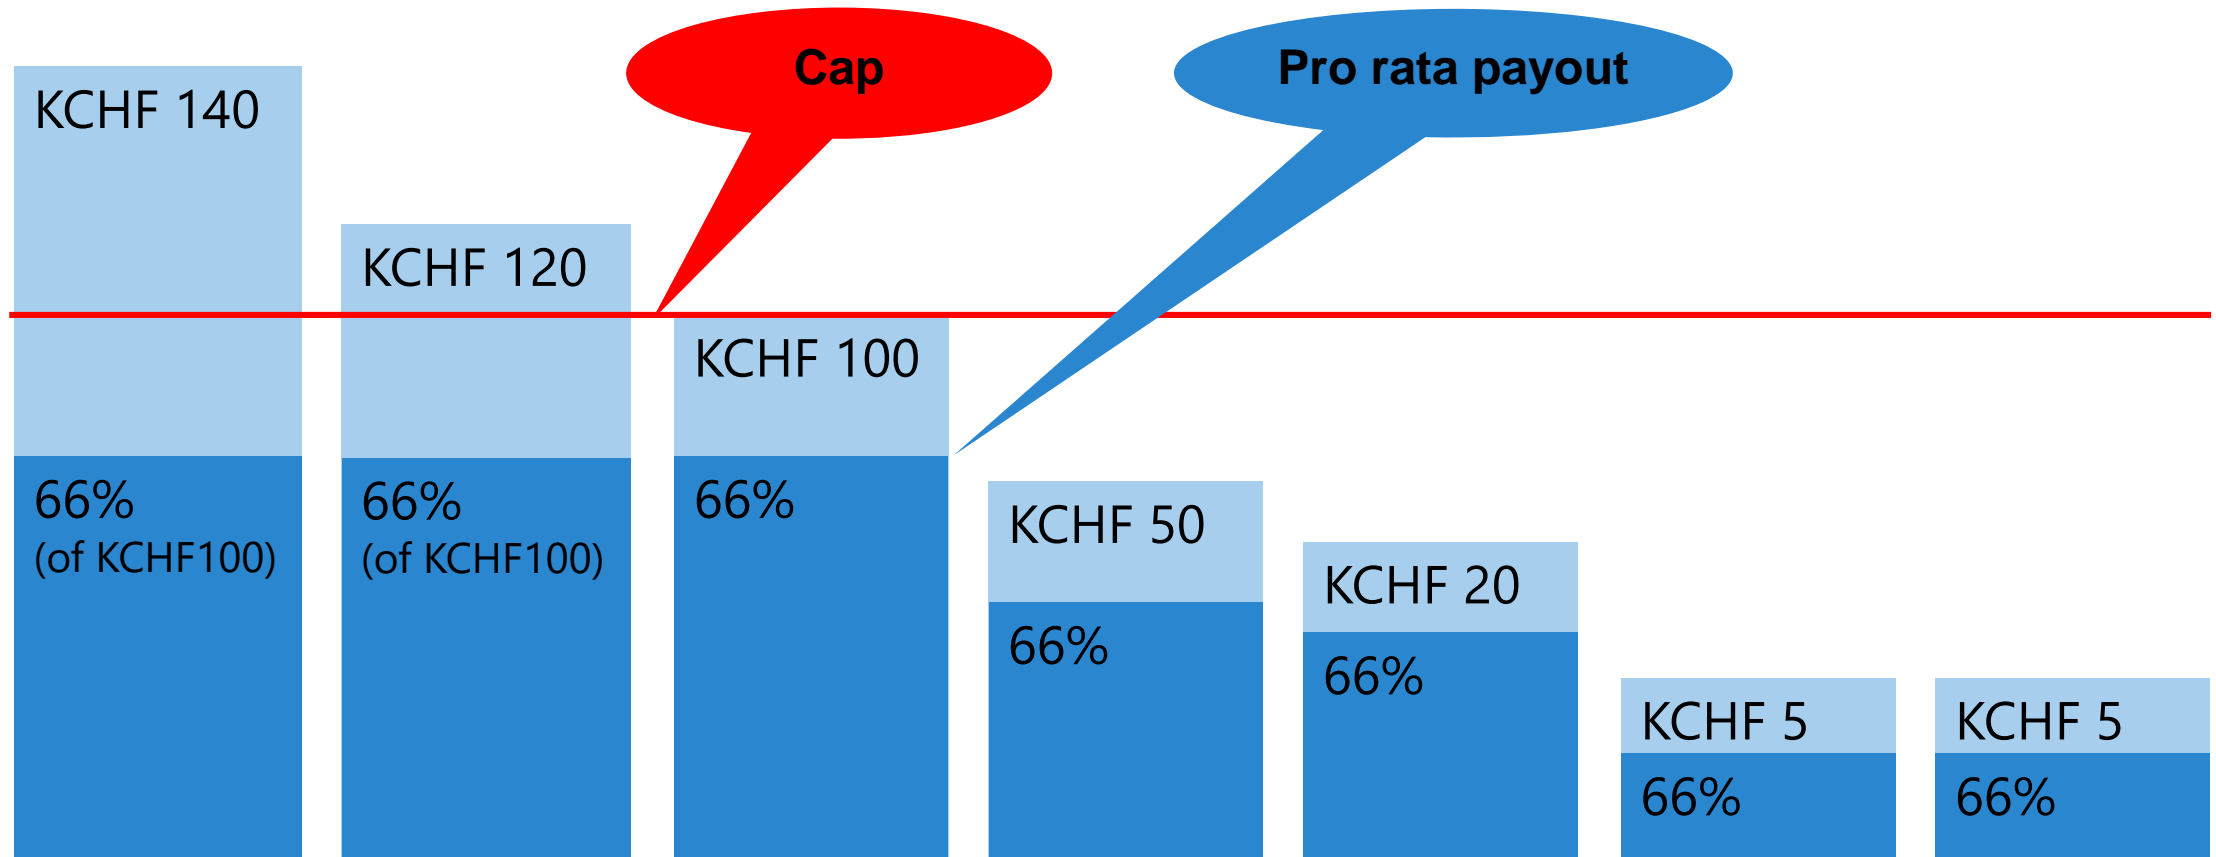 Cap
Pro rata payout
KCHF 140
66%
(of KCHF100)
KCHF 120
66%
(of KCHF100)
KCHF 100
66%
KCHF 50
66%
KCHF 20
66%
KCHF 5
66%
KCHF 5
66%